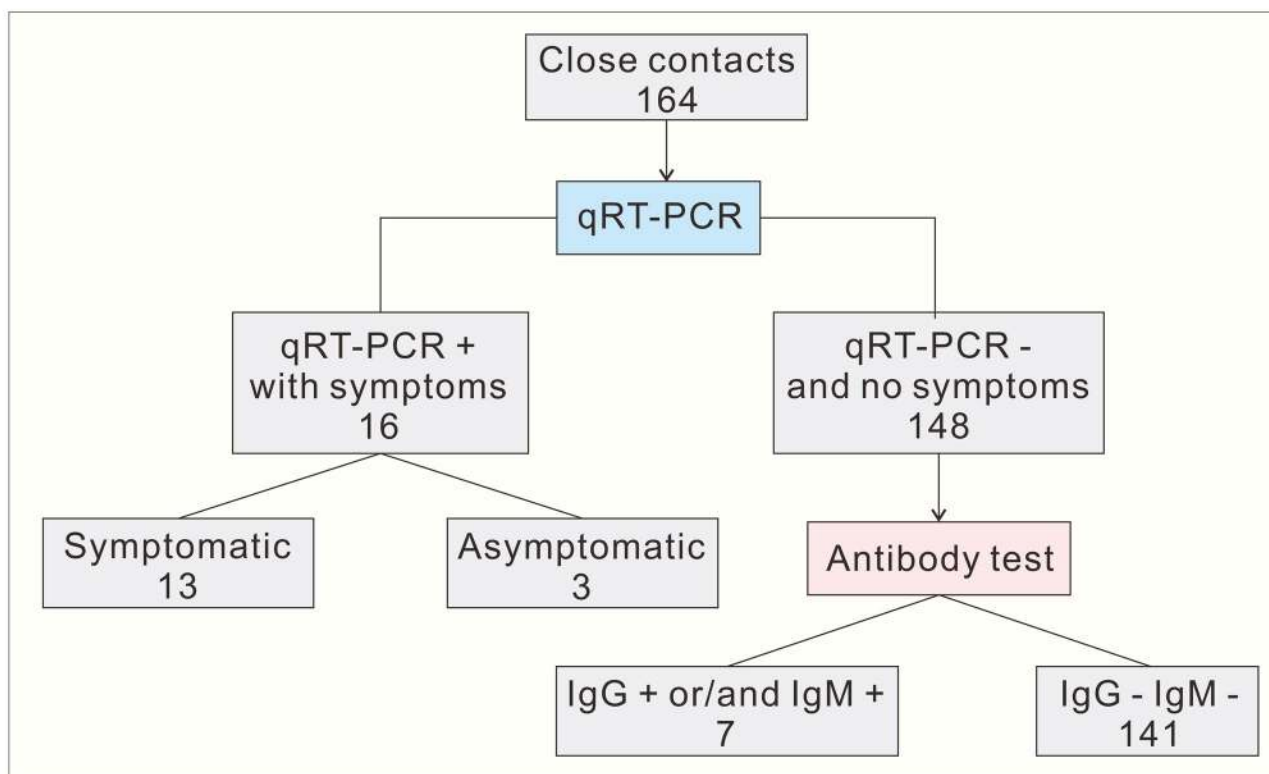 Close contacts
164
qRT-PCR
qRT-PCR +
with symptoms
16
qRT-PCR -
and no symptoms
148
Symptomatic
13
Asymptomatic
3
Antibody test
IgG + or/and IgM +
7
IgG - IgM -
141